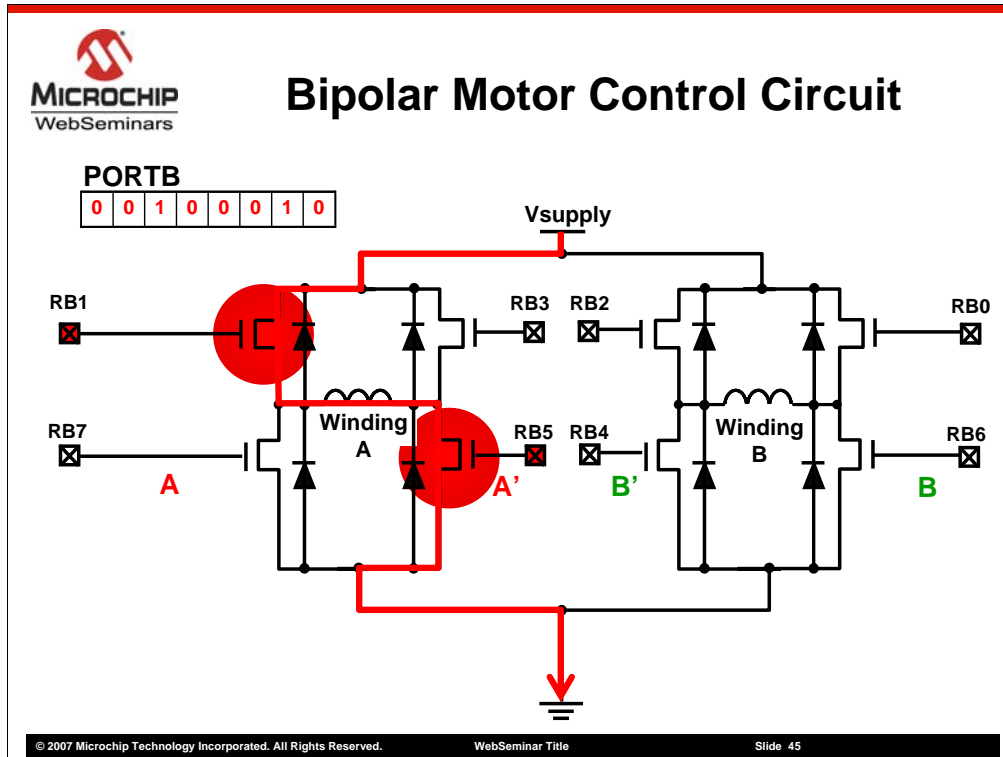 MICROCHIP
WebSeminars
Bipolar Motor Control Circuit
PORTB
0 0 1 0 0 0 1 0
Vsupply
RB1
RB3
RB2
RB0
RB7
Winding
A
RB5
RB4
Winding
B
RB6
A
A’
B’
B
© 2007 Microchip Technology Incorporated. All Rights Reserved. WebSeminar Title Slide 45